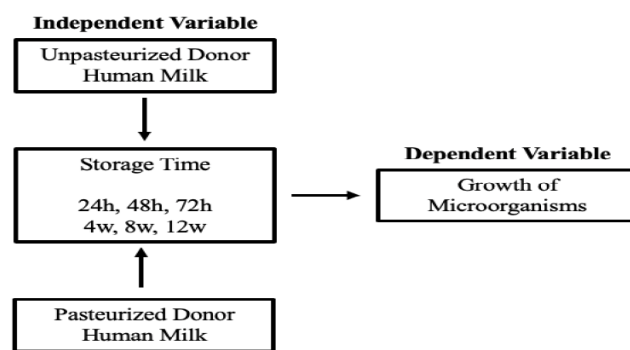 Independent Variable
Unpasteurized Donor
Human Milk
Storage Time
24h, 48h, 72h
4w, 8w, 12w
Dependent Variable
Growth of
Microorganisms
Pasteurized Donor
Human Milk